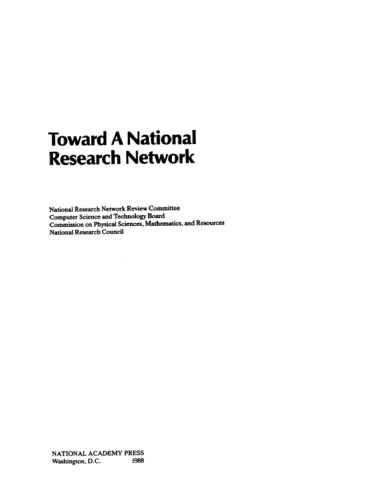 Toward A National
Research Network
National Research Network Review Committee
Computer Science and Technology Board
Commission on Physical Sciences, Mathematics, and Resources
National Research Council
NATIONAL ACADEMY PRESS
Washington, D.C. 1988